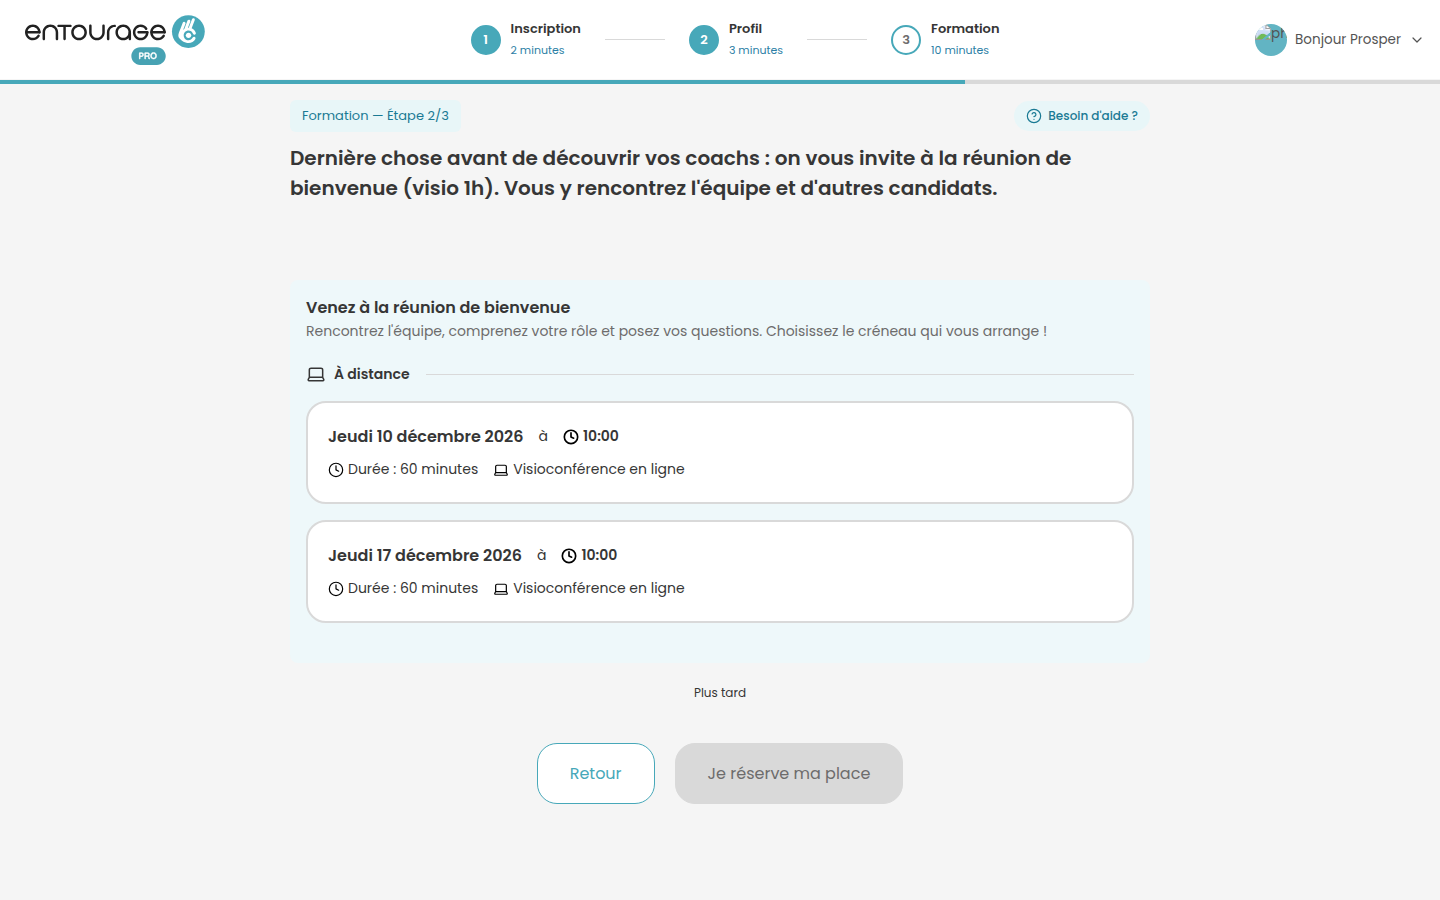 entourage
PRO
1
Inscription
2 minutes
2
Profil
3 minutes
3
Formation
10 minutes
Bonjour Prosper
Formation — Étape 2/3
Besoin d'aide ?
Dernière chose avant de découvrir vos coachs : on vous invite à la réunion de
bienvenue (visio 1h). Vous y rencontrez l'équipe et d'autres candidats.
Venez à la réunion de bienvenue
Rencontrez l'équipe, comprenez votre rôle et posez vos questions. Choisissez le créneau qui vous arrange !
À distance
Jeudi 10 décembre 2026 à 10:00
Durée : 60 minutes Visioconférence en ligne
Jeudi 17 décembre 2026 à 10:00
Durée : 60 minutes Visioconférence en ligne
Plus tard
Retour
Je réserve ma place